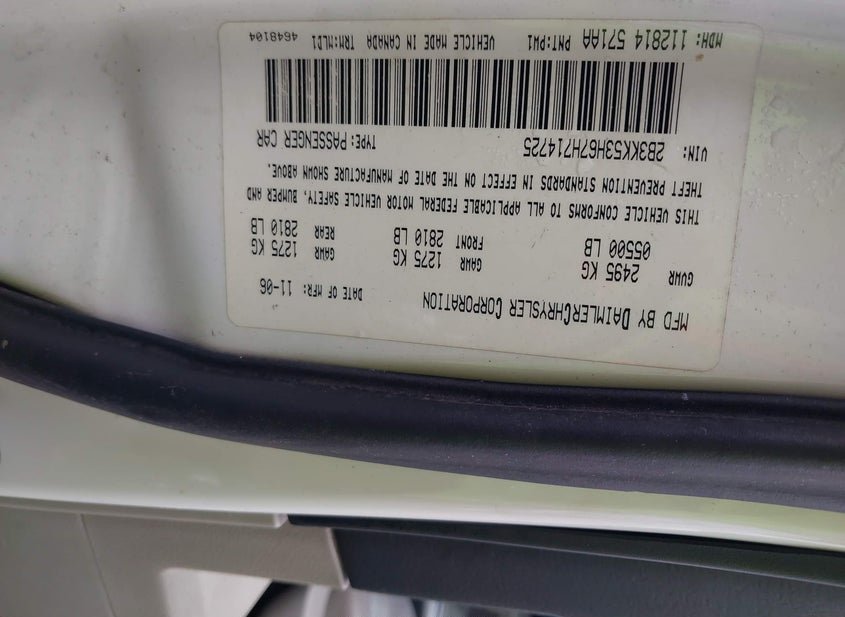 MFD BY DAIMLERCHRYSLER CORPORATION DATE OF MFR: 11-06
GVWR 2495 KG GAWR 1275 KG GAWR 1275 KG
05500 LB FRONT 2810 LB REAR 2810 LB
THIS VEHICLE CONFORMS TO ALL APPLICABLE FEDERAL MOTOR VEHICLE SAFETY, BUMPER AND
THEFT PREVENTION STANDARDS IN EFFECT ON THE DATE OF MANUFACTURE SHOWN ABOVE.
VIN: 2B3KK53H67H714725 TYPE: PASSENGER CAR
MDH: 112814 571AA PNT: PW1 VEHICLE MADE IN CANADA TRM: MLD1 4648104